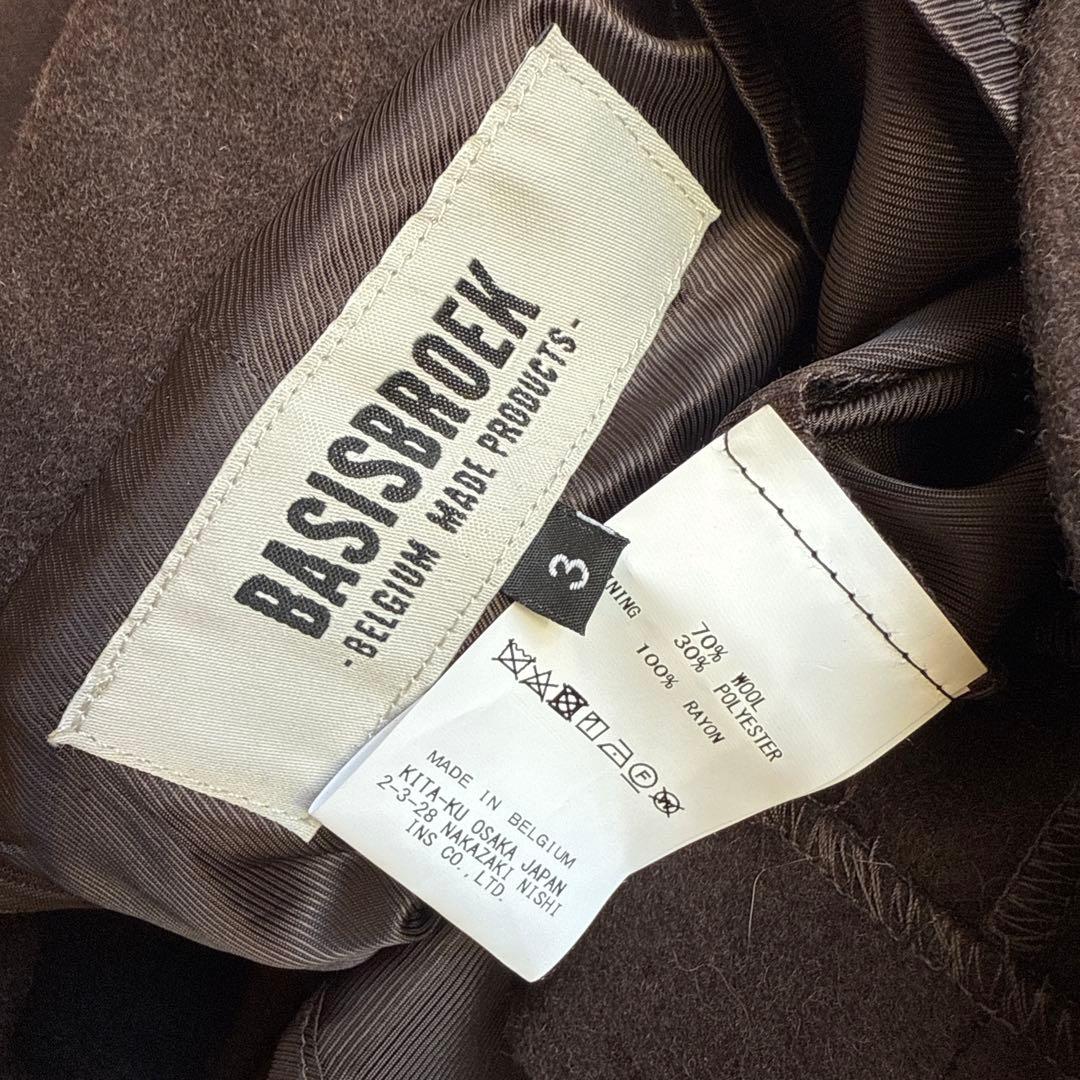 BASISBROEK
-BELGIUM MADE PRODUCTS-
3
70% WOOL
30% POLYESTER
100% RAYON
MADE IN BELGIUM
KITA-KU OSAKA JAPAN
2-3-28 NAKAZAKI NISHI
INS CO.,LTD.